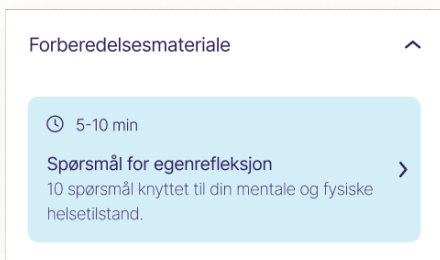 Forberedelsesmateriale
5-10 min
Spørsmål for egenrefleksjon
10 spørsmål knyttet til din mentale og fysiske
helsetilstand.